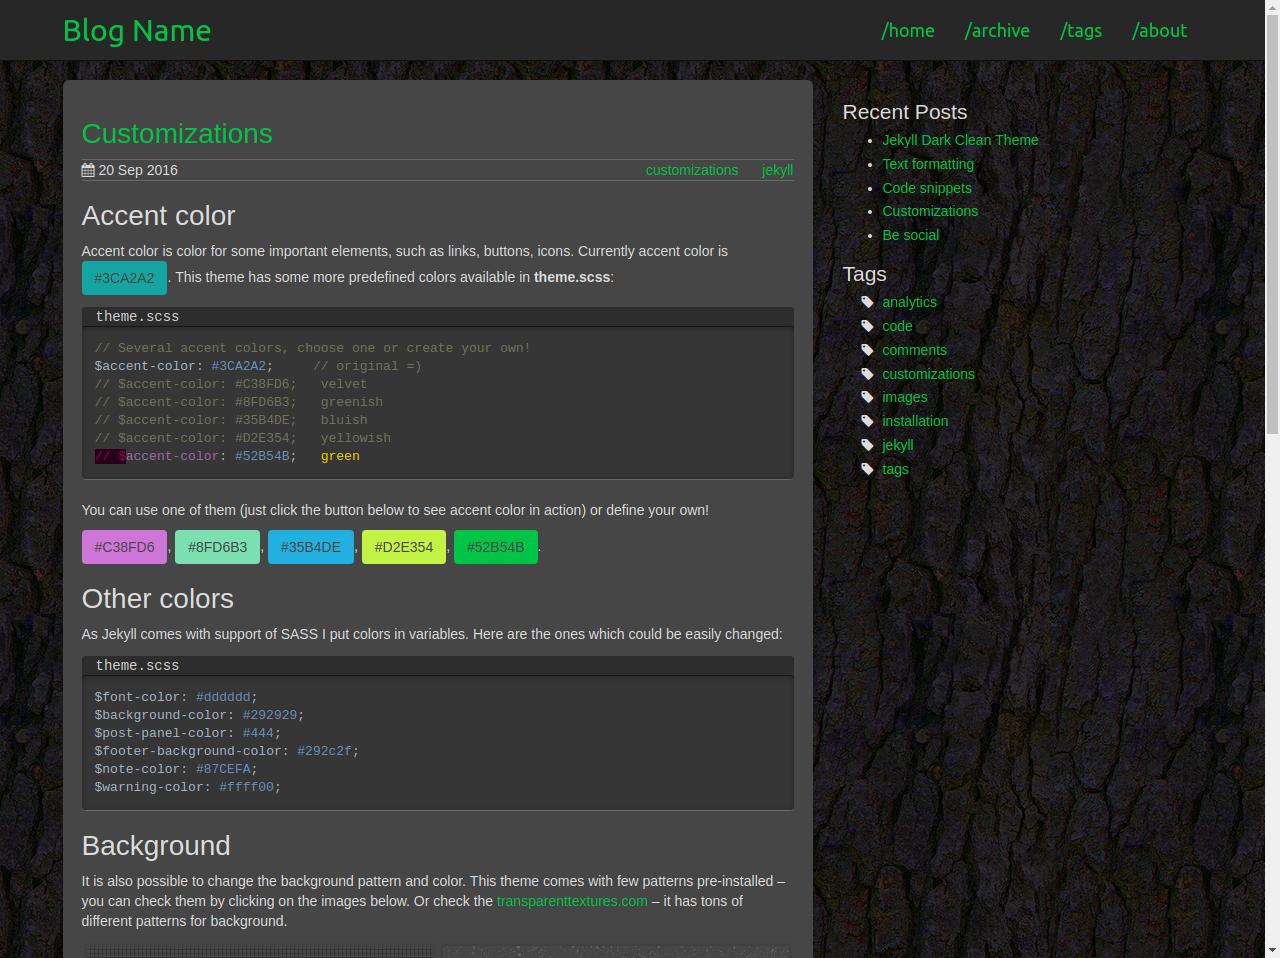 Blog Name
/home /archive /tags /about
Customizations
20 Sep 2016 customizations jekyll
Accent color
Accent color is color for some important elements, such as links, buttons, icons. Currently accent color is
#3CA2A2. This theme has some more predefined colors available in theme.scss:
theme.scss
// Several accent colors, choose one or create your own!
$accent-color: #3CA2A2;     // original =)
// $accent-color: #C38FD6;   velvet
// $accent-color: #8FD6B3;   greenish
// $accent-color: #35B4DE;   bluish
// $accent-color: #D2E354;   yellowish
// $accent-color: #52B54B;   green
You can use one of them (just click the button below to see accent color in action) or define your own!
#C38FD6, #8FD6B3, #35B4DE, #D2E354, #52B54B.
Other colors
As Jekyll comes with support of SASS I put colors in variables. Here are the ones which could be easily changed:
theme.scss
$font-color: #dddddd;
$background-color: #292929;
$post-panel-color: #444;
$footer-background-color: #292c2f;
$note-color: #87CEFA;
$warning-color: #ffff00;
Background
It is also possible to change the background pattern and color. This theme comes with few patterns pre-installed –
you can check them by clicking on the images below. Or check the transparenttextures.com – it has tons of
different patterns for background.
Recent Posts
Jekyll Dark Clean Theme
Text formatting
Code snippets
Customizations
Be social
Tags
analytics
code
comments
customizations
images
installation
jekyll
tags